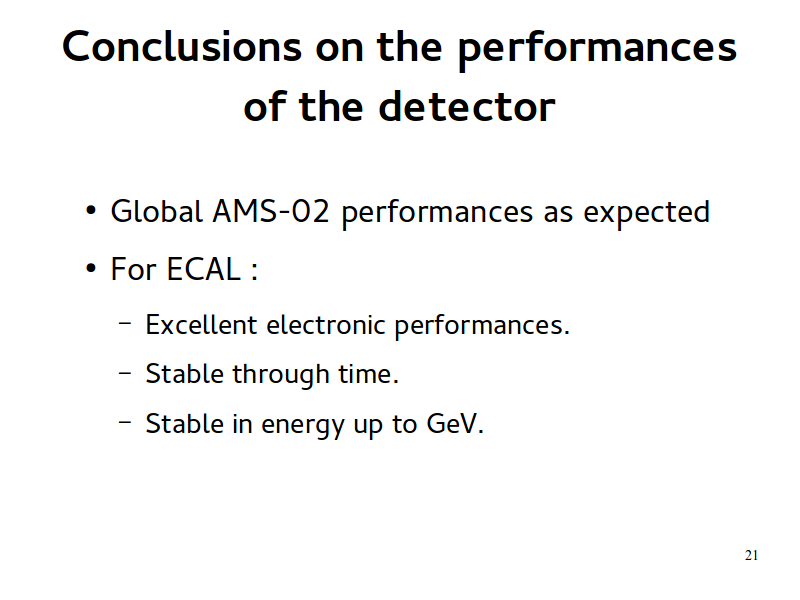 Conclusions on the performances
of the detector
• Global AMS-02 performances as expected
• For ECAL :
– Excellent electronic performances.
– Stable through time.
– Stable in energy up to GeV.
21